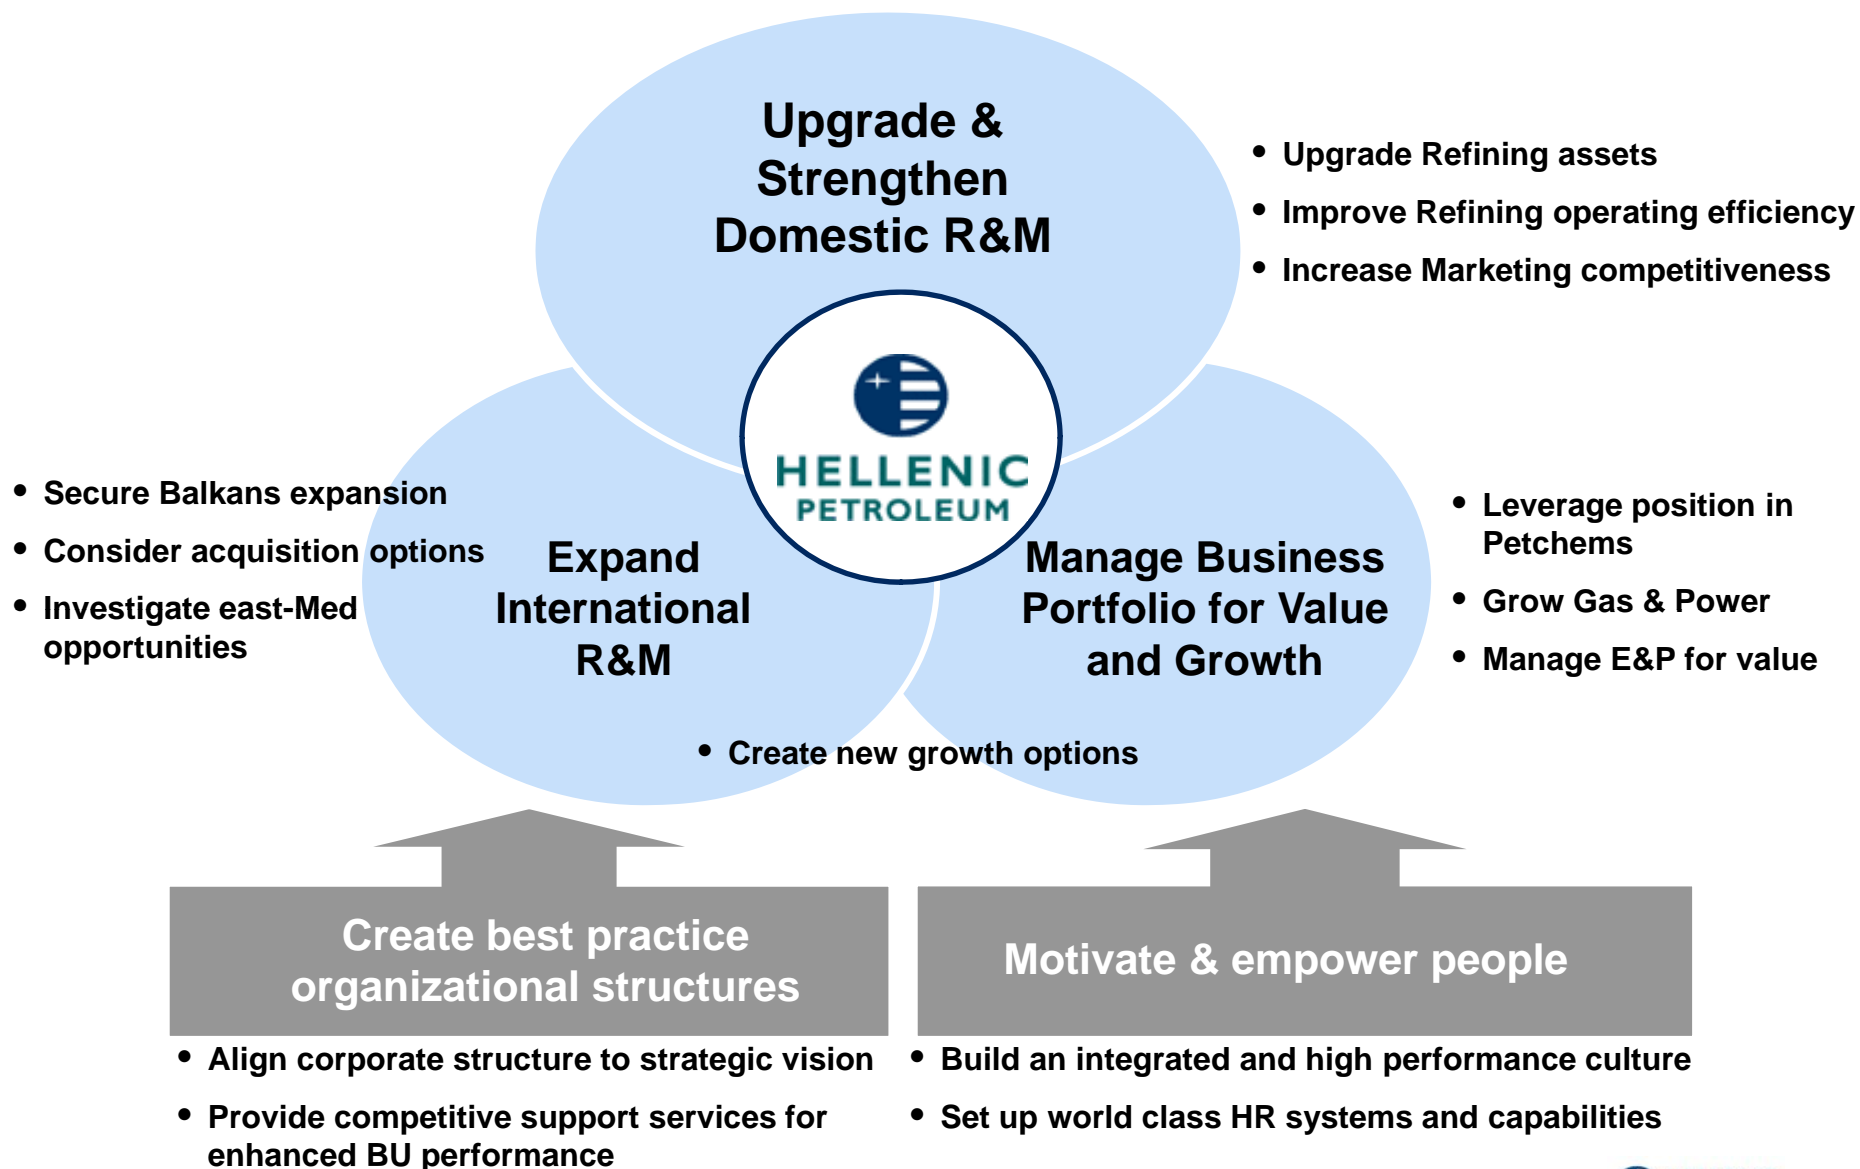 Upgrade &
Strengthen
Domestic R&M
• Upgrade Refining assets
• Improve Refining operating efficiency
• Increase Marketing competitiveness
HELLENIC
PETROLEUM
• Secure Balkans expansion
• Consider acquisition options
• Investigate east-Med
opportunities
Expand
International
R&M
Manage Business
Portfolio for Value
and Growth
• Leverage position in
Petchems
• Grow Gas & Power
• Manage E&P for value
• Create new growth options
Create best practice
organizational structures
Motivate & empower people
• Align corporate structure to strategic vision
• Provide competitive support services for
enhanced BU performance
• Build an integrated and high performance culture
• Set up world class HR systems and capabilities